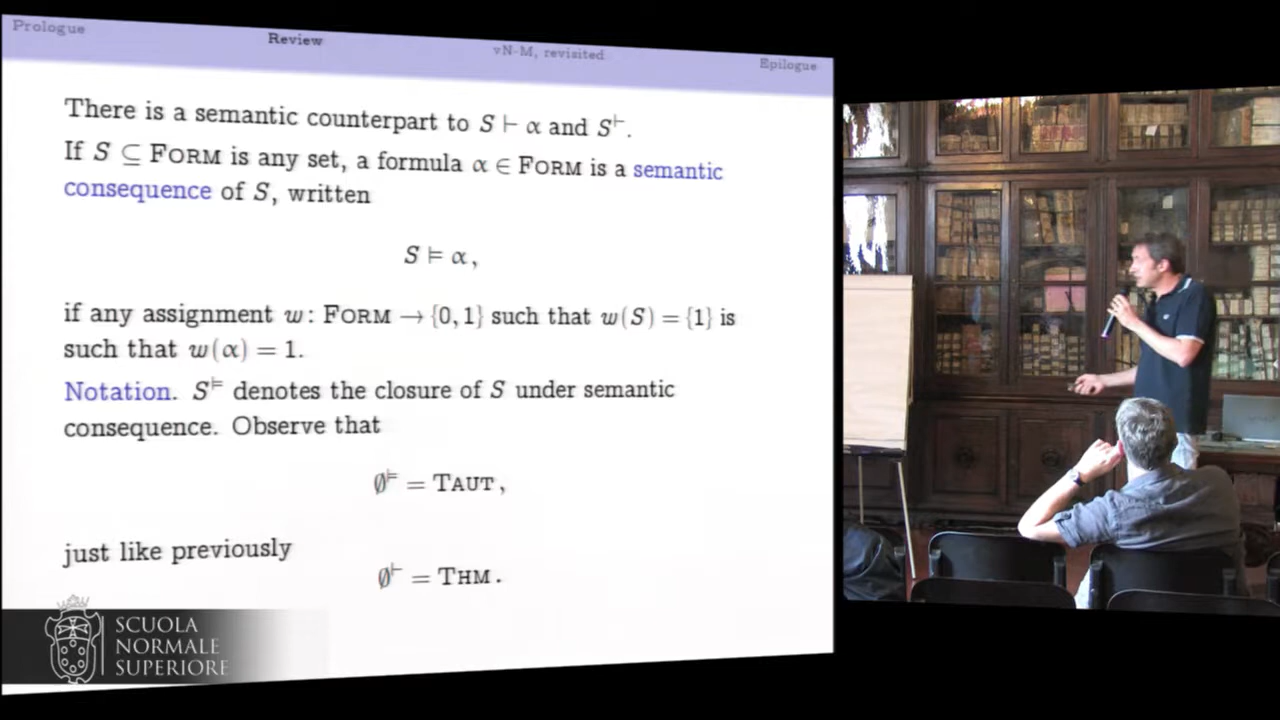 Prologue
Review
vN-M, revisited
Epilogue
There is a semantic counterpart to S ⊢ α and S⊢.
If S ⊆ FORM is any set, a formula α ∈ FORM is a semantic
consequence of S, written
S ⊨ α,
if any assignment w: FORM → {0, 1} such that w(S) = {1} is
such that w(α) = 1.
Notation. S⊨ denotes the closure of S under semantic
consequence. Observe that
∅⊨ = TAUT,
just like previously
∅⊢ = THM.
SCUOLA
NORMALE
SUPERIORE